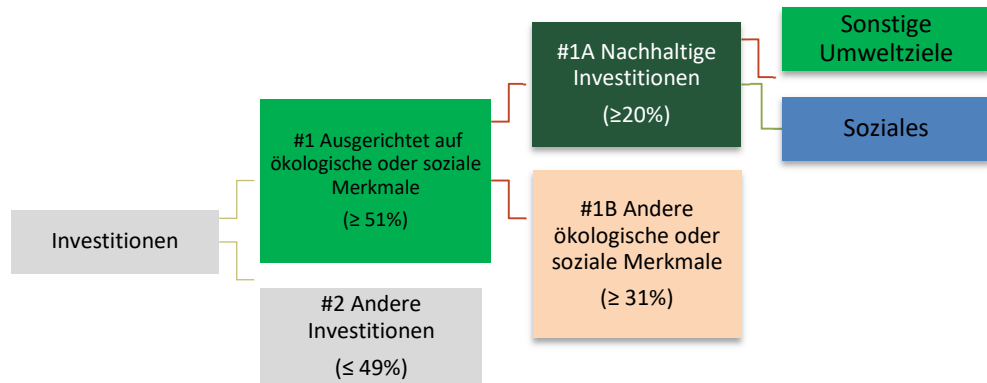 Investitionen
#1 Ausgerichtet auf
ökologische oder soziale
Merkmale
(≥ 51%)
#2 Andere
Investitionen
(≤ 49%)
#1A Nachhaltige
Investitionen
(≥20%)
#1B Andere
ökologische oder
soziale Merkmale
(≥ 31%)
Sonstige
Umweltziele
Soziales